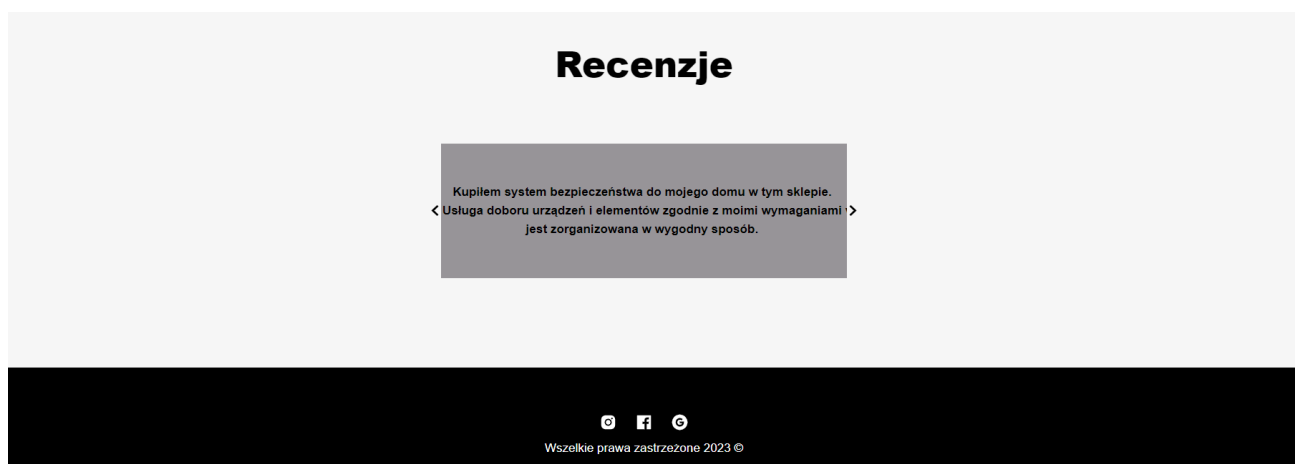 Recenzje
Kupiłem system bezpieczeństwa do mojego domu w tym sklepie.
Usługa doboru urządzeń i elementów zgodnie z moimi wymaganiami
jest zorganizowana w wygodny sposób.
Wszelkie prawa zastrzeżone 2023 ©